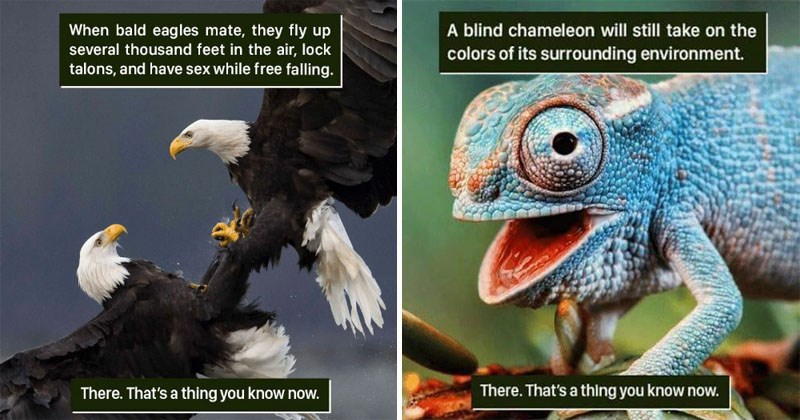 When bald eagles mate, they fly up
several thousand feet in the air, lock
talons, and have sex while free falling.
There. That's a thing you know now.
A blind chameleon will still take on the
colors of its surrounding environment.
There. That's a thing you know now.